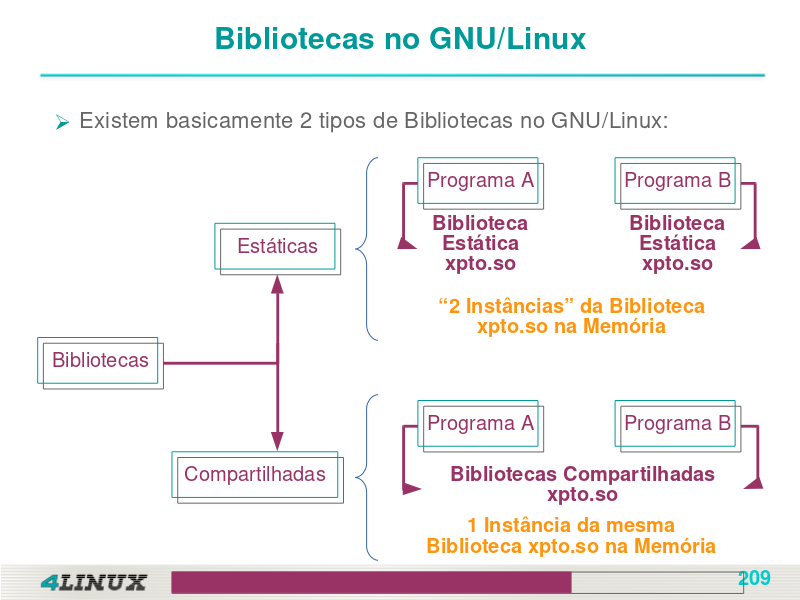 Bibliotecas no GNU/Linux
Existem basicamente 2 tipos de Bibliotecas no GNU/Linux:
Programa A
Programa B
Biblioteca
Estática
xpto.so
Biblioteca
Estática
xpto.so
Estáticas
“2 Instâncias” da Biblioteca
xpto.so na Memória
Bibliotecas
Programa A
Programa B
Compartilhadas
Bibliotecas Compartilhadas
xpto.so
1 Instância da mesma
Biblioteca xpto.so na Memória
4LINUX
209